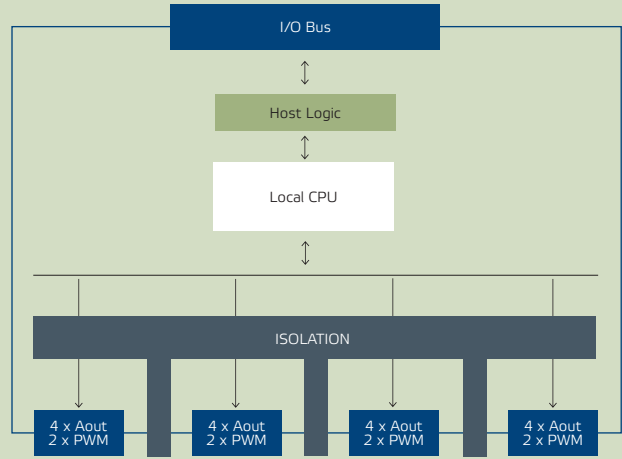 I/O Bus
Host Logic
Local CPU
ISOLATION
4 x Aout
2 x PWM
4 x Aout
2 x PWM
4 x Aout
2 x PWM
4 x Aout
2 x PWM